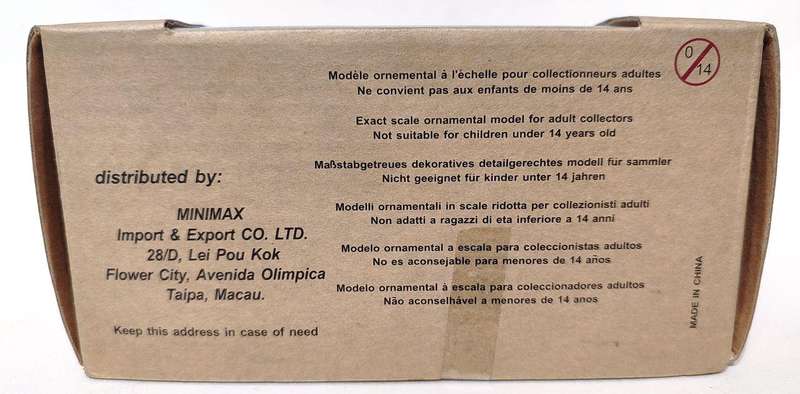 0
14
Modèle ornemental à l'échelle pour collectionneurs adultes
Ne convient pas aux enfants de moins de 14 ans
Exact scale ornamental model for adult collectors
Not suitable for children under 14 years old
Maßstabgetreues dekoratives detailgerechtes modell für sammler
Nicht geeignet für kinder unter 14 jahren
Modelli ornamentali in scale ridotta per collezionisti adulti
Non adatti a ragazzi di eta inferiore a 14 anni
Modelo ornamental a escala para coleccionistas adultos
No es aconsejable para menores de 14 años
Modelo ornamental à escala para coleccionadores adultos
Não aconselhável a menores de 14 anos
distributed by:
MINIMAX
Import & Export CO. LTD.
28/D, Lei Pou Kok
Flower City, Avenida Olimpica
Taipa, Macau.
Keep this address in case of need
MADE IN CHINA